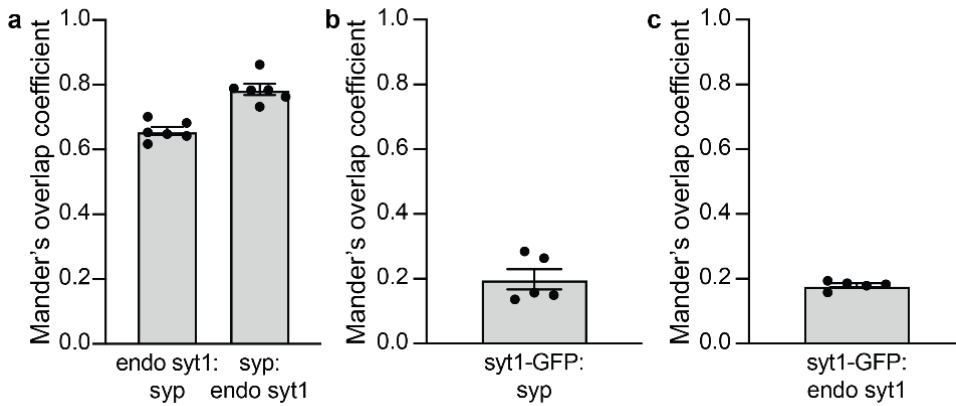 a
Mander's overlap coefficient
1.0
0.8
0.6
0.4
0.2
0.0
endo syt1:
syp
syp:
endo syt1
b
Mander's overlap coefficient
1.0
0.8
0.6
0.4
0.2
0.0
syt1-GFP:
syp
c
Mander's overlap coefficient
1.0
0.8
0.6
0.4
0.2
0.0
syt1-GFP:
endo syt1